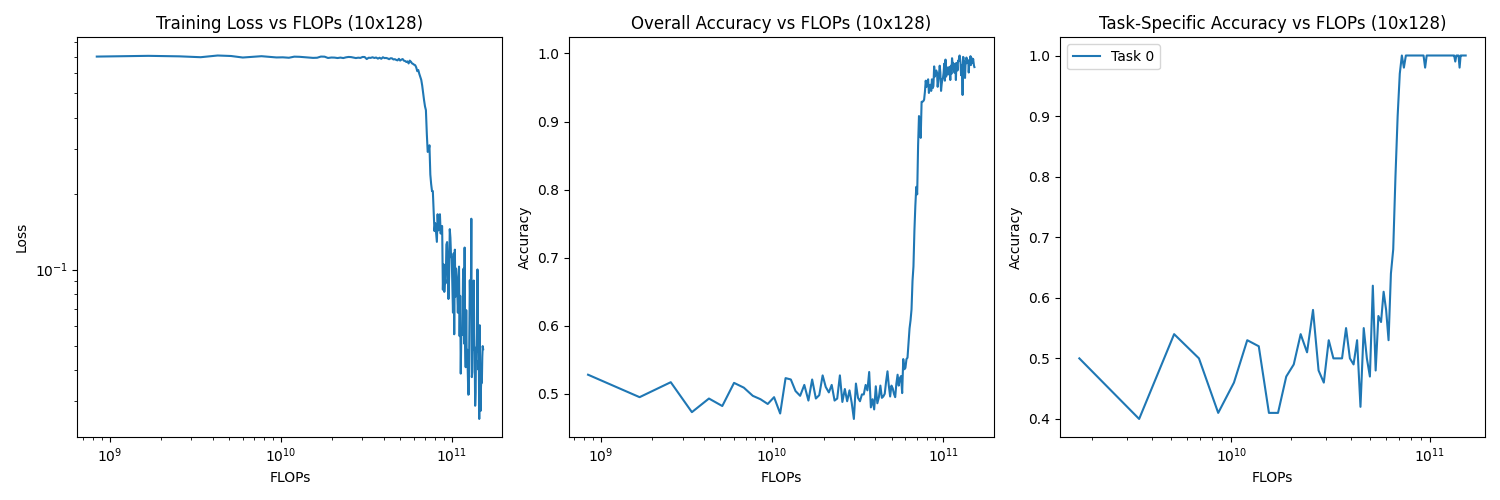 Training Loss vs FLOPs (10x128)
Loss
10⁻¹
10⁹
10¹⁰
10¹¹
FLOPs
Overall Accuracy vs FLOPs (10x128)
Accuracy
1.0
0.9
0.8
0.7
0.6
0.5
10⁹
10¹⁰
10¹¹
FLOPs
Task-Specific Accuracy vs FLOPs (10x128)
Task 0
Accuracy
1.0
0.9
0.8
0.7
0.6
0.5
0.4
10¹⁰
10¹¹
FLOPs